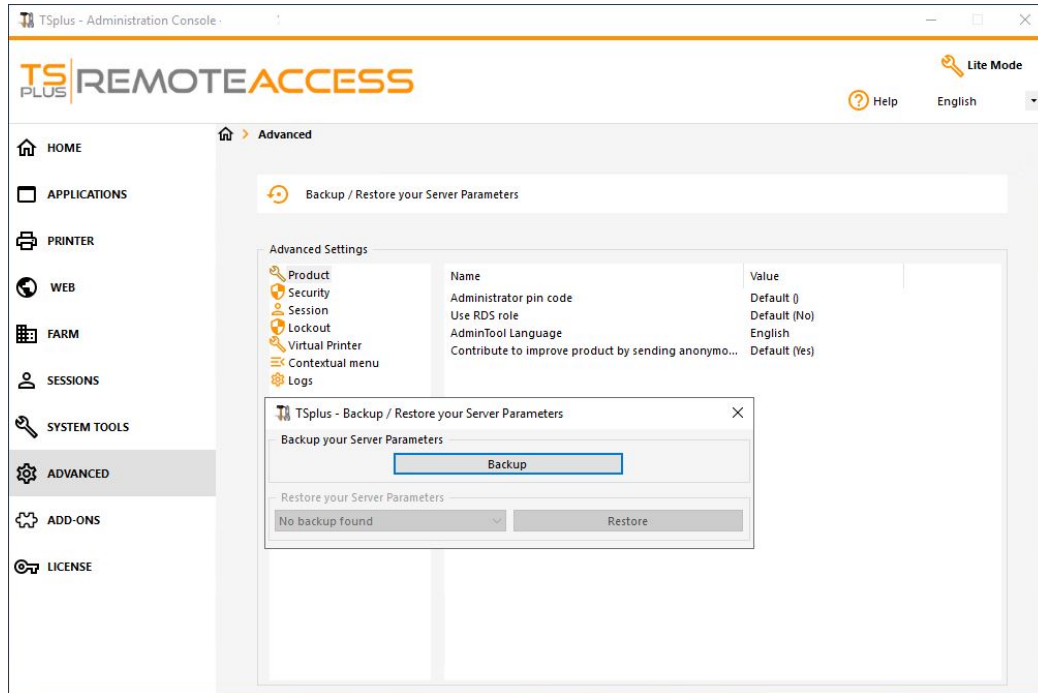 TSplus - Administration Console -
TS PLUS REMOTEACCESS
Lite Mode
Help English
HOME
APPLICATIONS
PRINTER
WEB
FARM
SESSIONS
SYSTEM TOOLS
ADVANCED
ADD-ONS
LICENSE
> Advanced
Backup / Restore your Server Parameters
Advanced Settings
Product
Security
Session
Lockout
Virtual Printer
Contextual menu
Logs
Name Value
Administrator pin code Default ()
Use RDS role Default (No)
AdminTool Language English
Contribute to improve product by sending anonymo... Default (Yes)
TSplus - Backup / Restore your Server Parameters
Backup your Server Parameters
Backup
Restore your Server Parameters
No backup found Restore